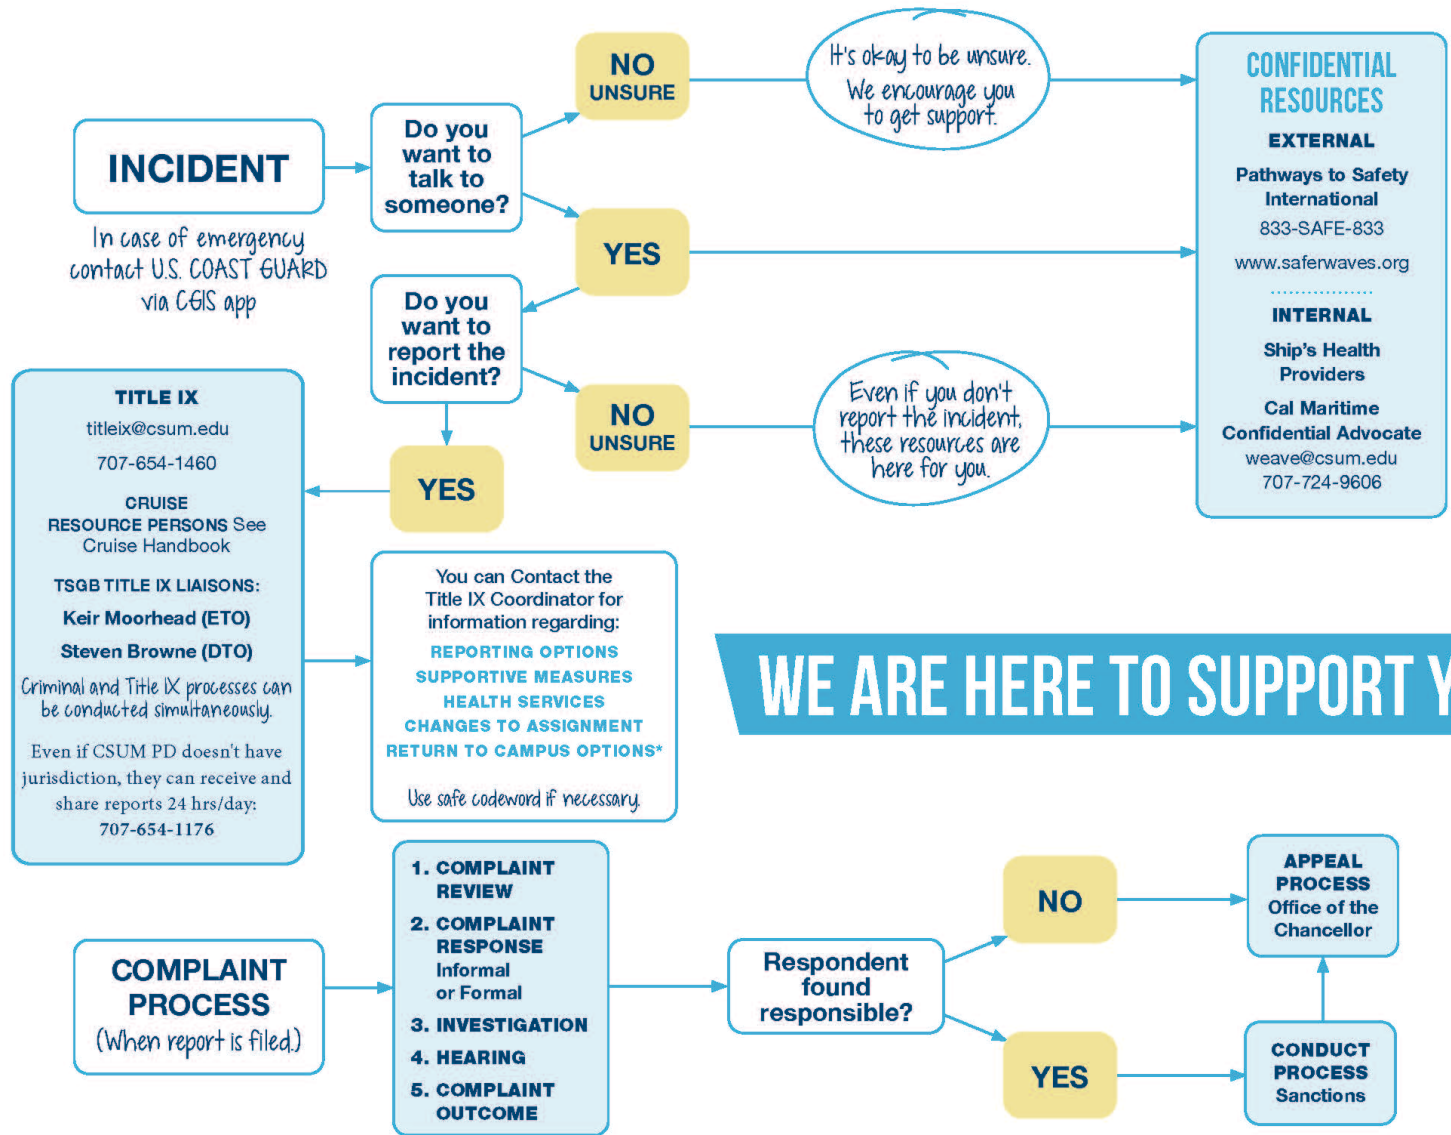 INCIDENT
In case of emergency
contact U.S. COAST GUARD
via CGIS app
Do you
want to
talk to
someone?
NO
UNSURE
It's okay to be unsure.
We encourage you
to get support.
YES
Do you
want to
report the
incident?
NO
UNSURE
Even if you don't
report the incident,
these resources are
here for you.
YES
CONFIDENTIAL
RESOURCES
EXTERNAL
Pathways to Safety
International
833-SAFE-833
www.saferwaves.org
INTERNAL
Ship's Health
Providers
Cal Maritime
Confidential Advocate
weave@csum.edu
707-724-9606
TITLE IX
titleix@csum.edu
707-654-1460
CRUISE
RESOURCE PERSONS See
Cruise Handbook
TSGB TITLE IX LIAISONS:
Keir Moorhead (ETO)
Steven Browne (DTO)
Criminal and Title IX processes can
be conducted simultaneously.
Even if CSUM PD doesn't have
jurisdiction, they can receive and
share reports 24 hrs/day:
707-654-1176
You can Contact the
Title IX Coordinator for
information regarding:
REPORTING OPTIONS
SUPPORTIVE MEASURES
HEALTH SERVICES
CHANGES TO ASSIGNMENT
RETURN TO CAMPUS OPTIONS*
Use safe codeword if necessary.
WE ARE HERE TO SUPPORT Y
COMPLAINT
PROCESS
(When report is filed.)
1. COMPLAINT
REVIEW
2. COMPLAINT
RESPONSE
Informal
or Formal
3. INVESTIGATION
4. HEARING
5. COMPLAINT
OUTCOME
Respondent
found
responsible?
NO
YES
APPEAL
PROCESS
Office of the
Chancellor
CONDUCT
PROCESS
Sanctions